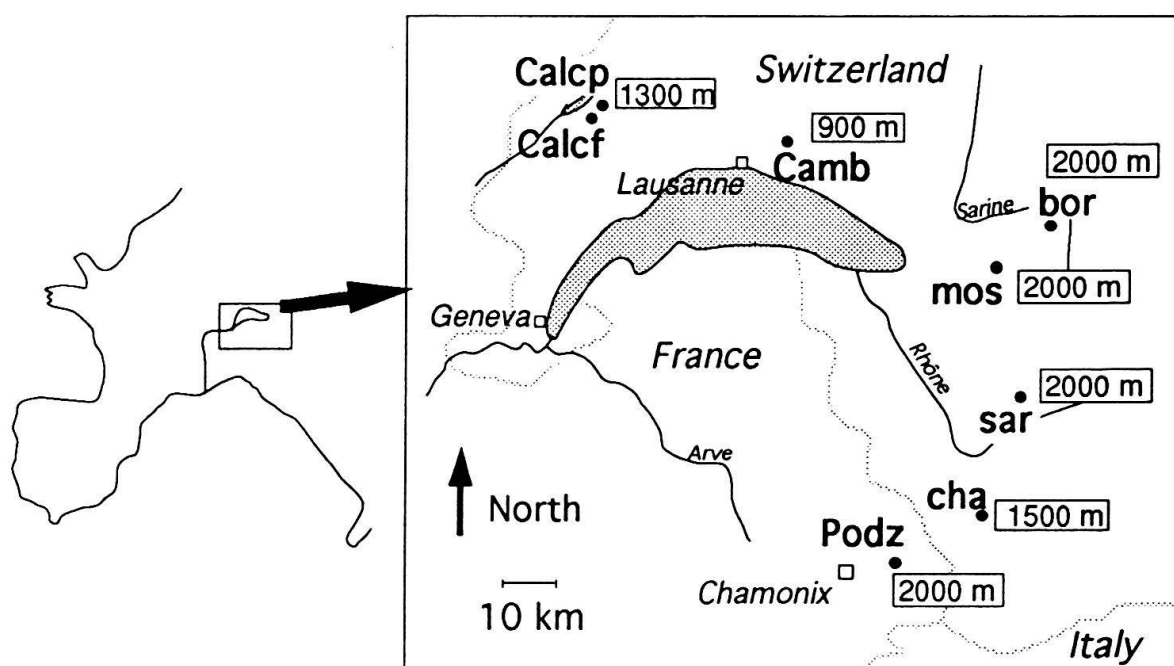 Calcp
Switzerland
1300 m
Calcf
900 m
Camb
2000 m
Lausanne
Sarine
bor
mos
2000 m
Geneva
France
Rhône
2000 m
sar
Arve
cha
1500 m
North
Podz
Chamonix
2000 m
10 km
Italy